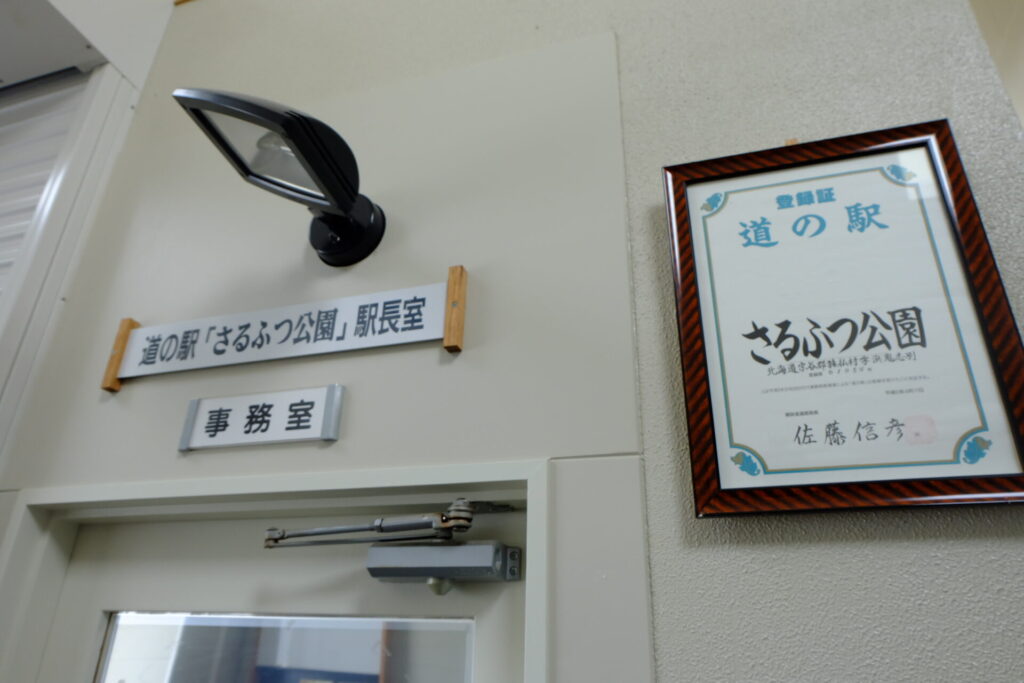 道の駅「さるふつ公園」駅長室
事務室
登録証
道の駅
さるふつ公園
北海道宗谷郡猿払村字浜鬼志別
佐藤信彦